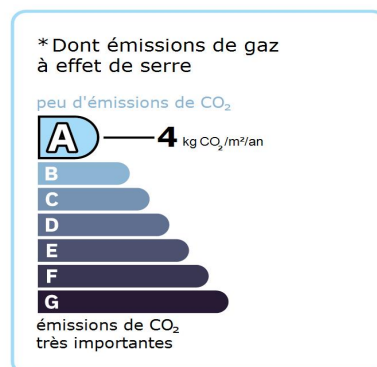 *Dont émissions de gaz
à effet de serre
peu d'émissions de CO₂
A 4 kg CO₂/m²/an
B
C
D
E
F
G
émissions de CO₂
très importantes